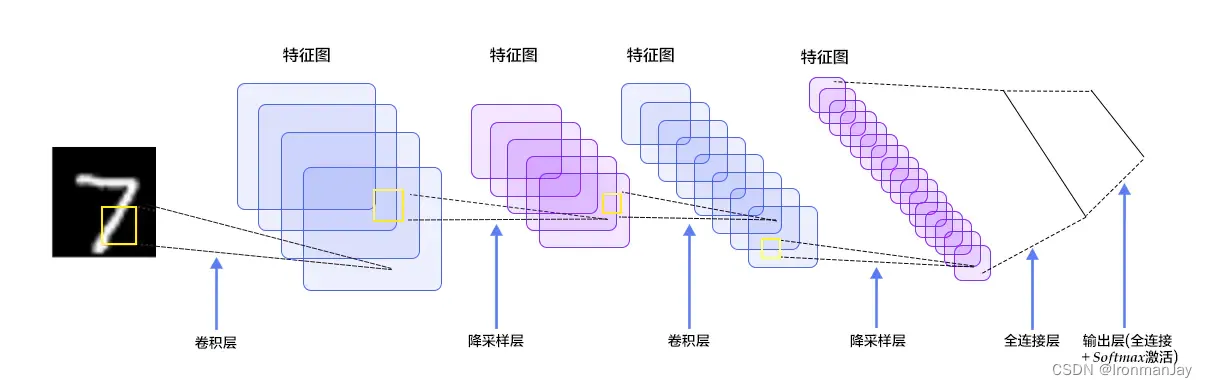 特征图
特征图
特征图
特征图
7
卷积层
降采样层
卷积层
降采样层
全连接层
输出层(全连接
+Softmax激活)
CSDN @IronmanJay